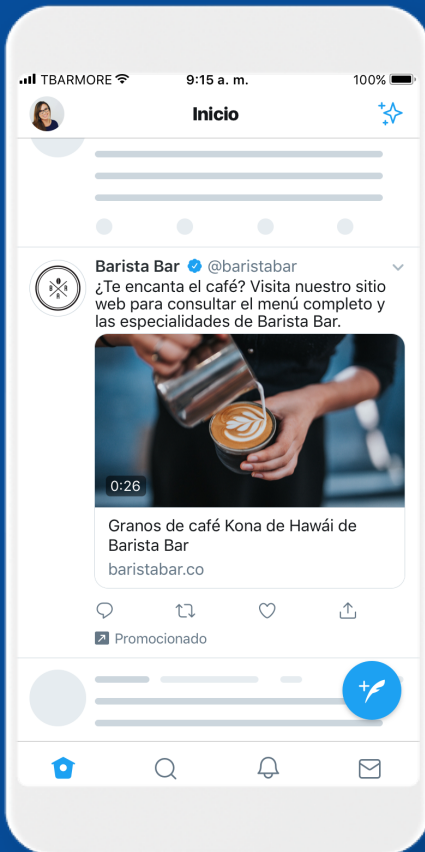 TBARMORE 9:15 a. m. 100%
Inicio
Barista Bar @baristabar
¿Te encanta el café? Visita nuestro sitio
web para consultar el menú completo y
las especialidades de Barista Bar.
B R
A
0:26
Granos de café Kona de Hawái de
Barista Bar
baristabar.co
Promocionado